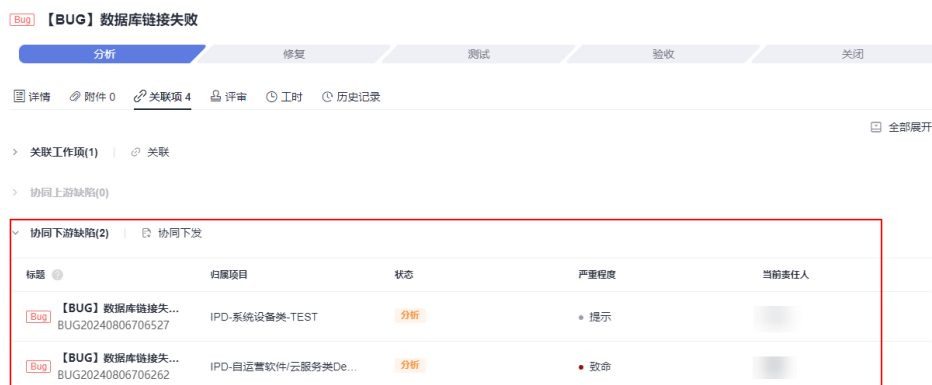 Bug 【BUG】数据库链接失败
分析 修复 测试 验收 关闭
详情 附件 0 关联项 4 评审 工时 历史记录
全部展开
关联工作项(1) 关联
协同上游缺陷(0)
协同下游缺陷(2) 协同下发
标题 归属项目 状态 严重程度 当前责任人
Bug 【BUG】数据库链接失... IPD-系统设备类-TEST 分析 提示
BUG20240806706527
Bug 【BUG】数据库链接失... IPD-自运营软件/云服务类De... 分析 致命
BUG20240806706262